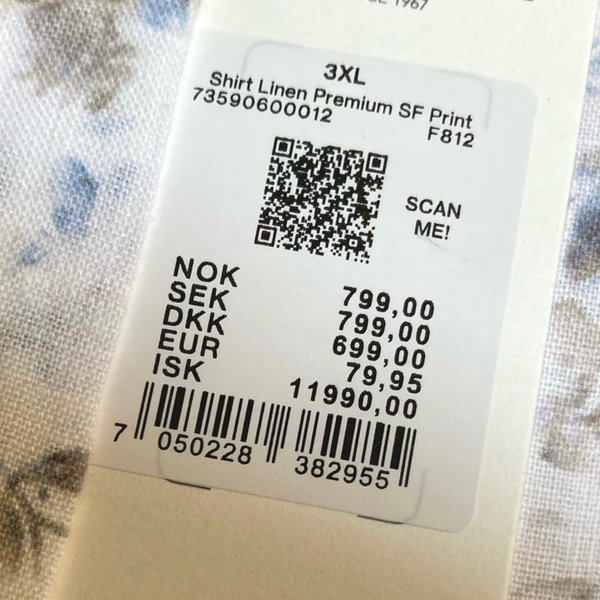 1967
3XL
Shirt Linen Premium SF Print
73590600012 F812
SCAN
ME!
NOK 799,00
SEK 799,00
DKK 699,00
EUR 79,95
ISK 11990,00
7 050228 382955